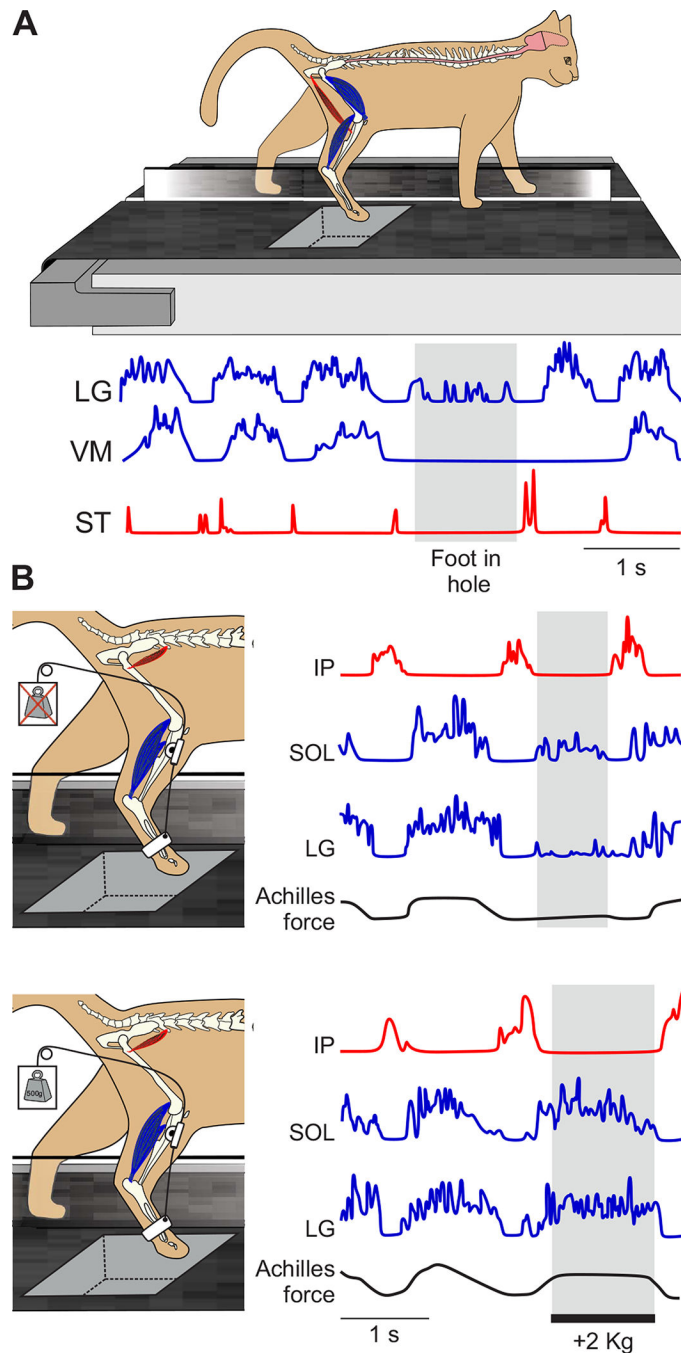 A
LG
VM
ST
Foot in
hole
1 s
B
IP
SOL
LG
Achilles
force
500g
IP
SOL
LG
Achilles
force
1 s
+2 Kg